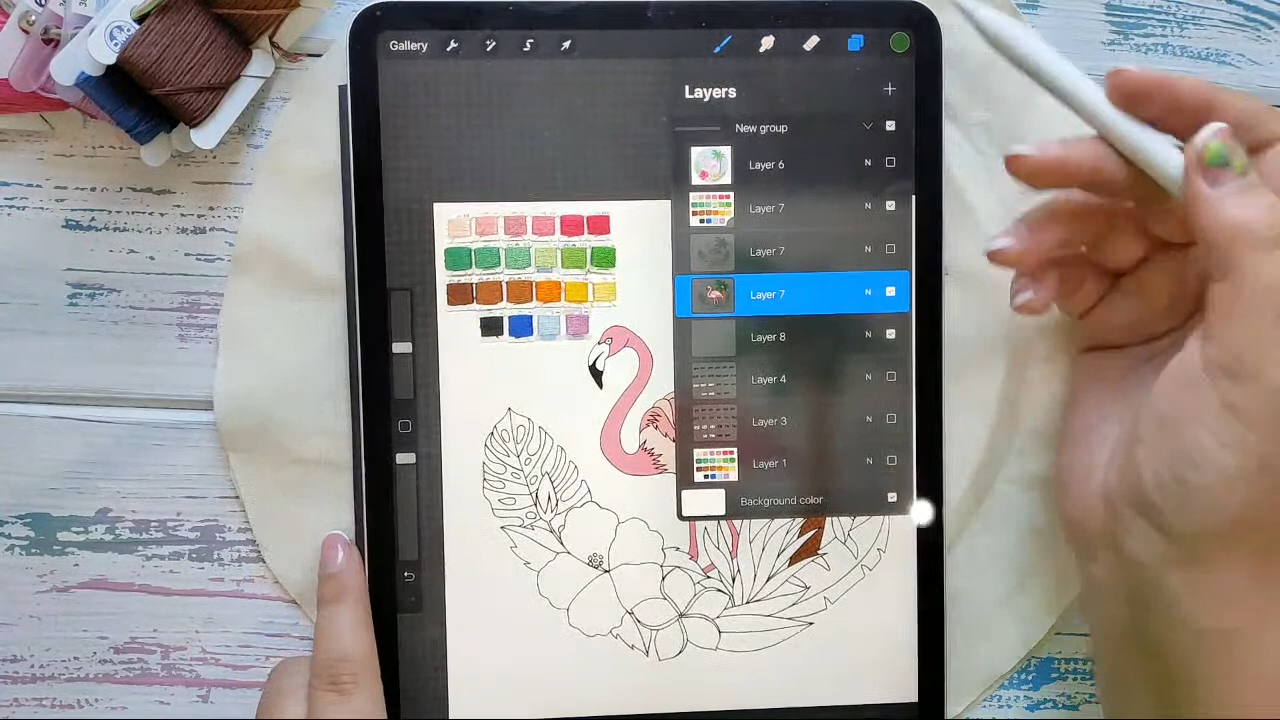 Gallery
Layers
New group
Layer 6 N
Layer 7 N
Layer 7 N
Layer 7 N
Layer 8 N
Layer 4 N
Layer 3 N
Layer 1 N
Background color